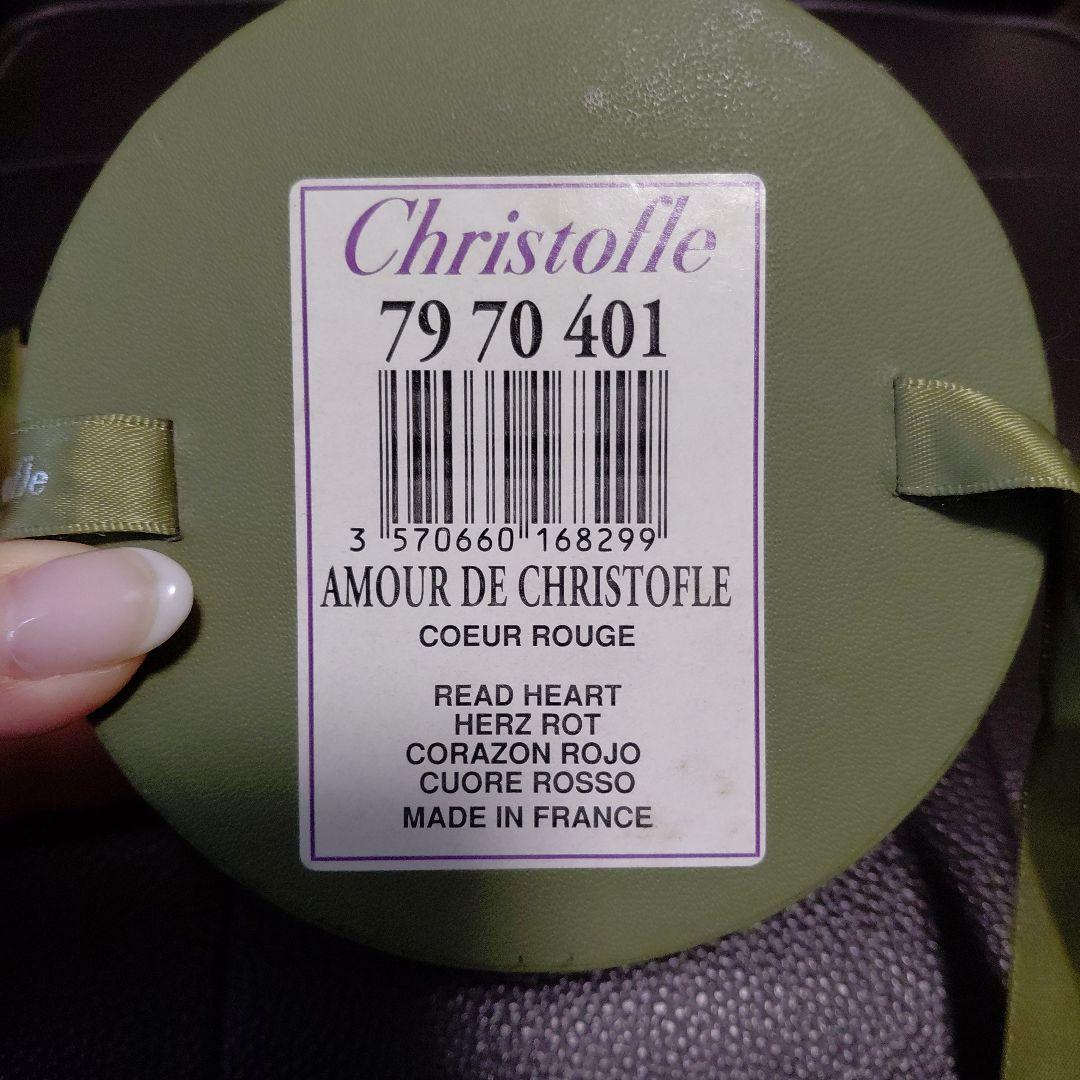 Christofle
79 70 401
3 570660 168299
AMOUR DE CHRISTOFLE
COEUR ROUGE
READ HEART
HERZ ROT
CORAZON ROJO
CUORE ROSSO
MADE IN FRANCE